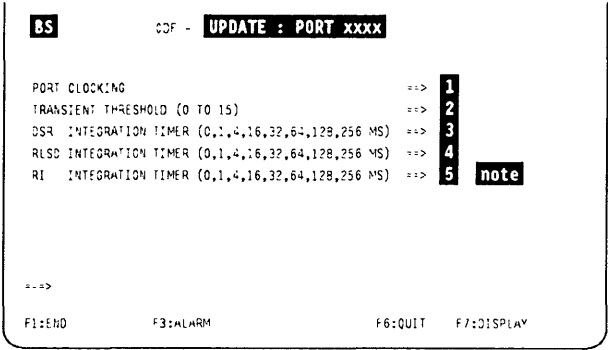 BS CDF - UPDATE : PORT xxxx
PORT CLOCKING ==> 1
TRANSIENT THRESHOLD (0 TO 15) ==> 2
DSR INTEGRATION TIMER (0,1,4,16,32,64,128,256 MS) ==> 3
RLSD INTEGRATION TIMER (0,1,4,16,32,64,128,256 MS) ==> 4
RI INTEGRATION TIMER (0,1,4,16,32,64,128,256 MS) ==> 5 note
===>
F1:END F3:ALARM F6:QUIT F7:DISPLAY